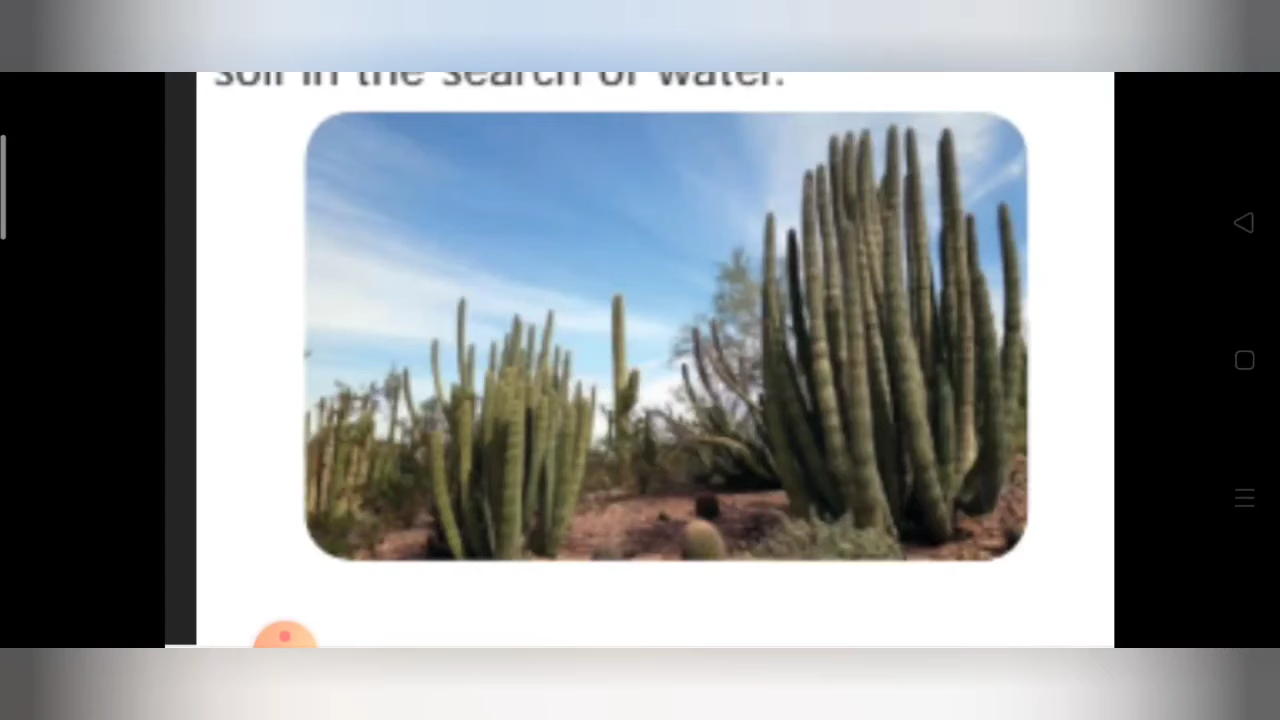 soil in the search of water.